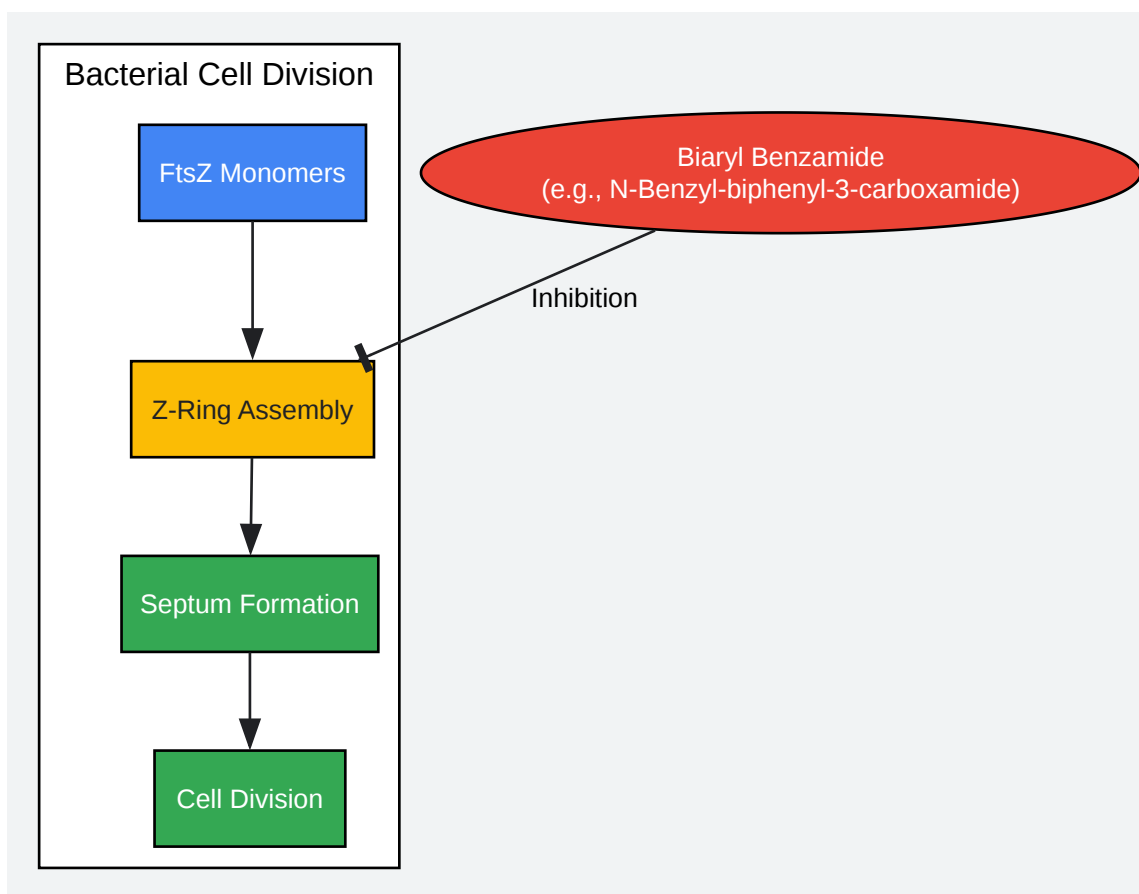 Bacterial Cell Division
FtsZ Monomers
Biaryl Benzamide
(e.g., N-Benzyl-biphenyl-3-carboxamide)
Inhibition
Z-Ring Assembly
Septum Formation
Cell Division